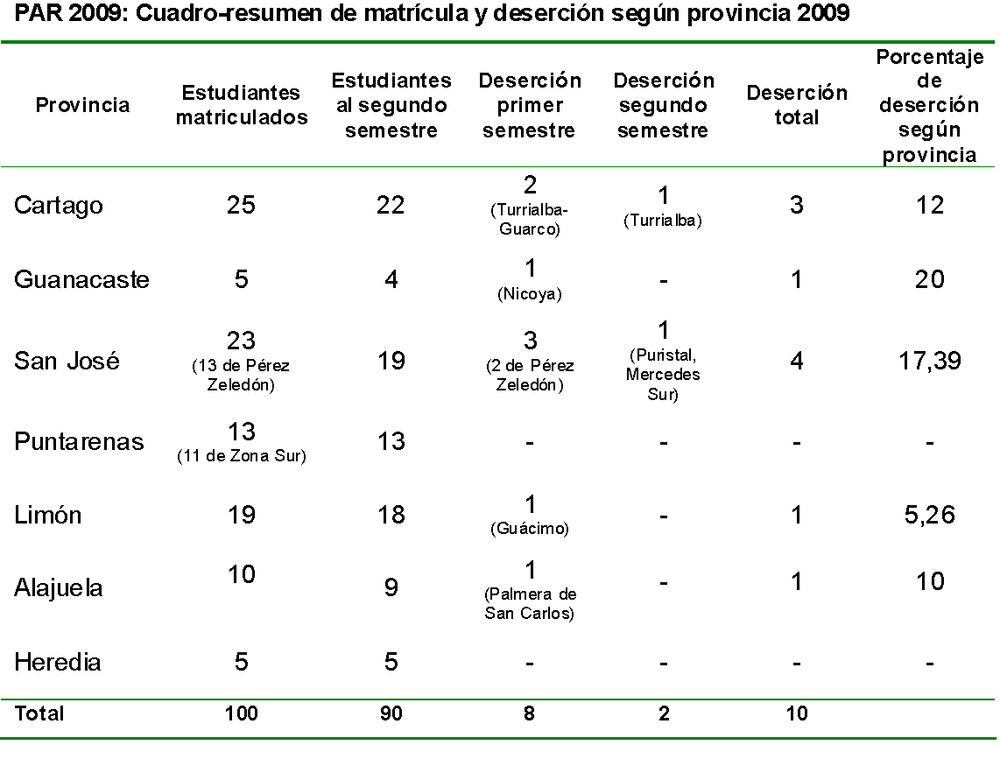 PAR 2009: Cuadro-resumen de matrícula y deserción según provincia 2009
Provincia
Estudiantes
matriculados
Estudiantes
al segundo
semestre
Deserción
primer
semestre
Deserción
segundo
semestre
Deserción
total
Porcentaje
de
deserción
según
provincia
Cartago
25
22
2
(Turrialba-
Guarco)
1
(Turrialba)
3
12
Guanacaste
5
4
1
(Nicoya)
-
1
20
San José
23
(13 de Pérez
Zeledón)
19
3
(2 de Pérez
Zeledón)
1
(Puristal,
Mercedes
Sur)
4
17,39
Puntarenas
13
(11 de Zona Sur)
13
-
-
-
-
Limón
19
18
1
(Guácimo)
-
1
5,26
Alajuela
10
9
1
(Palmera de
San Carlos)
-
1
10
Heredia
5
5
-
-
-
-
Total
100
90
8
2
10